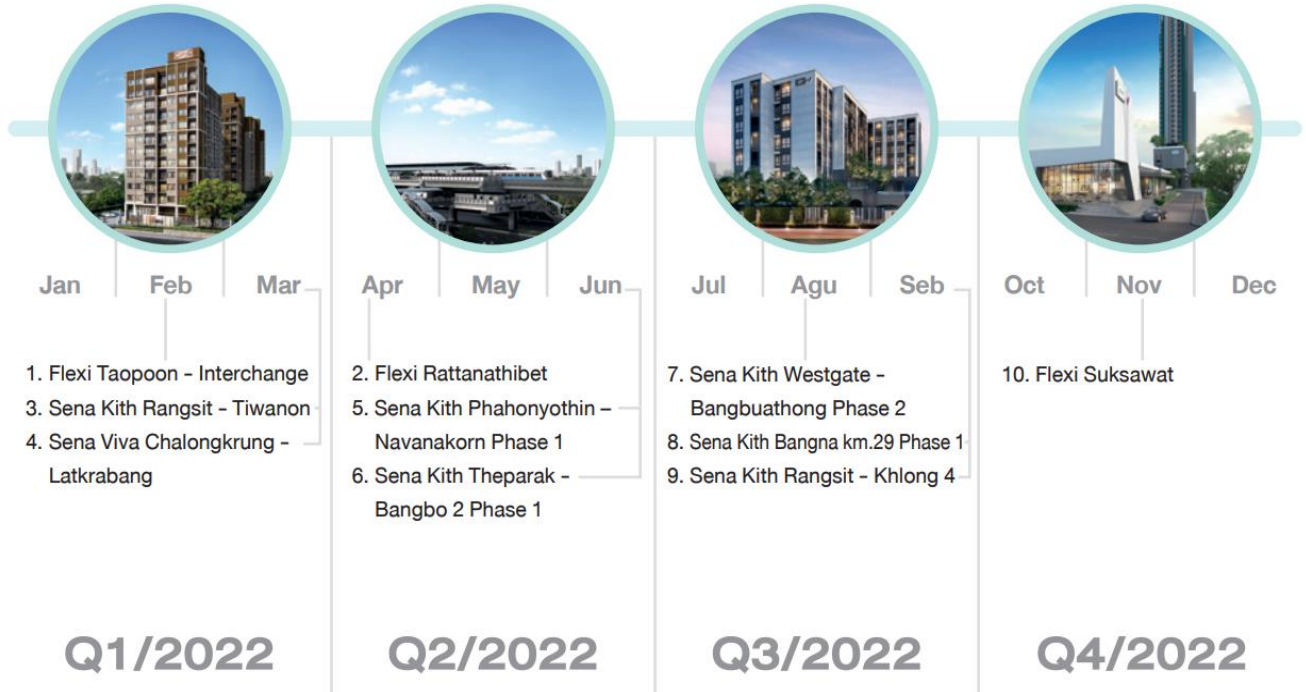 Jan Feb Mar
Apr May Jun
Jul Agu Seb
Oct Nov Dec
1. Flexi Taopoon – Interchange
3. Sena Kith Rangsit – Tiwanon
4. Sena Viva Chalongkrung –
Latkrabang
2. Flexi Rattanathibet
5. Sena Kith Phahonyothin –
Navanakorn Phase 1
6. Sena Kith Theparak –
Bangbo 2 Phase 1
7. Sena Kith Westgate –
Bangbuathong Phase 2
8. Sena Kith Bangna km.29 Phase 1
9. Sena Kith Rangsit – Khlong 4
10. Flexi Suksawat
Q1/2022
Q2/2022
Q3/2022
Q4/2022